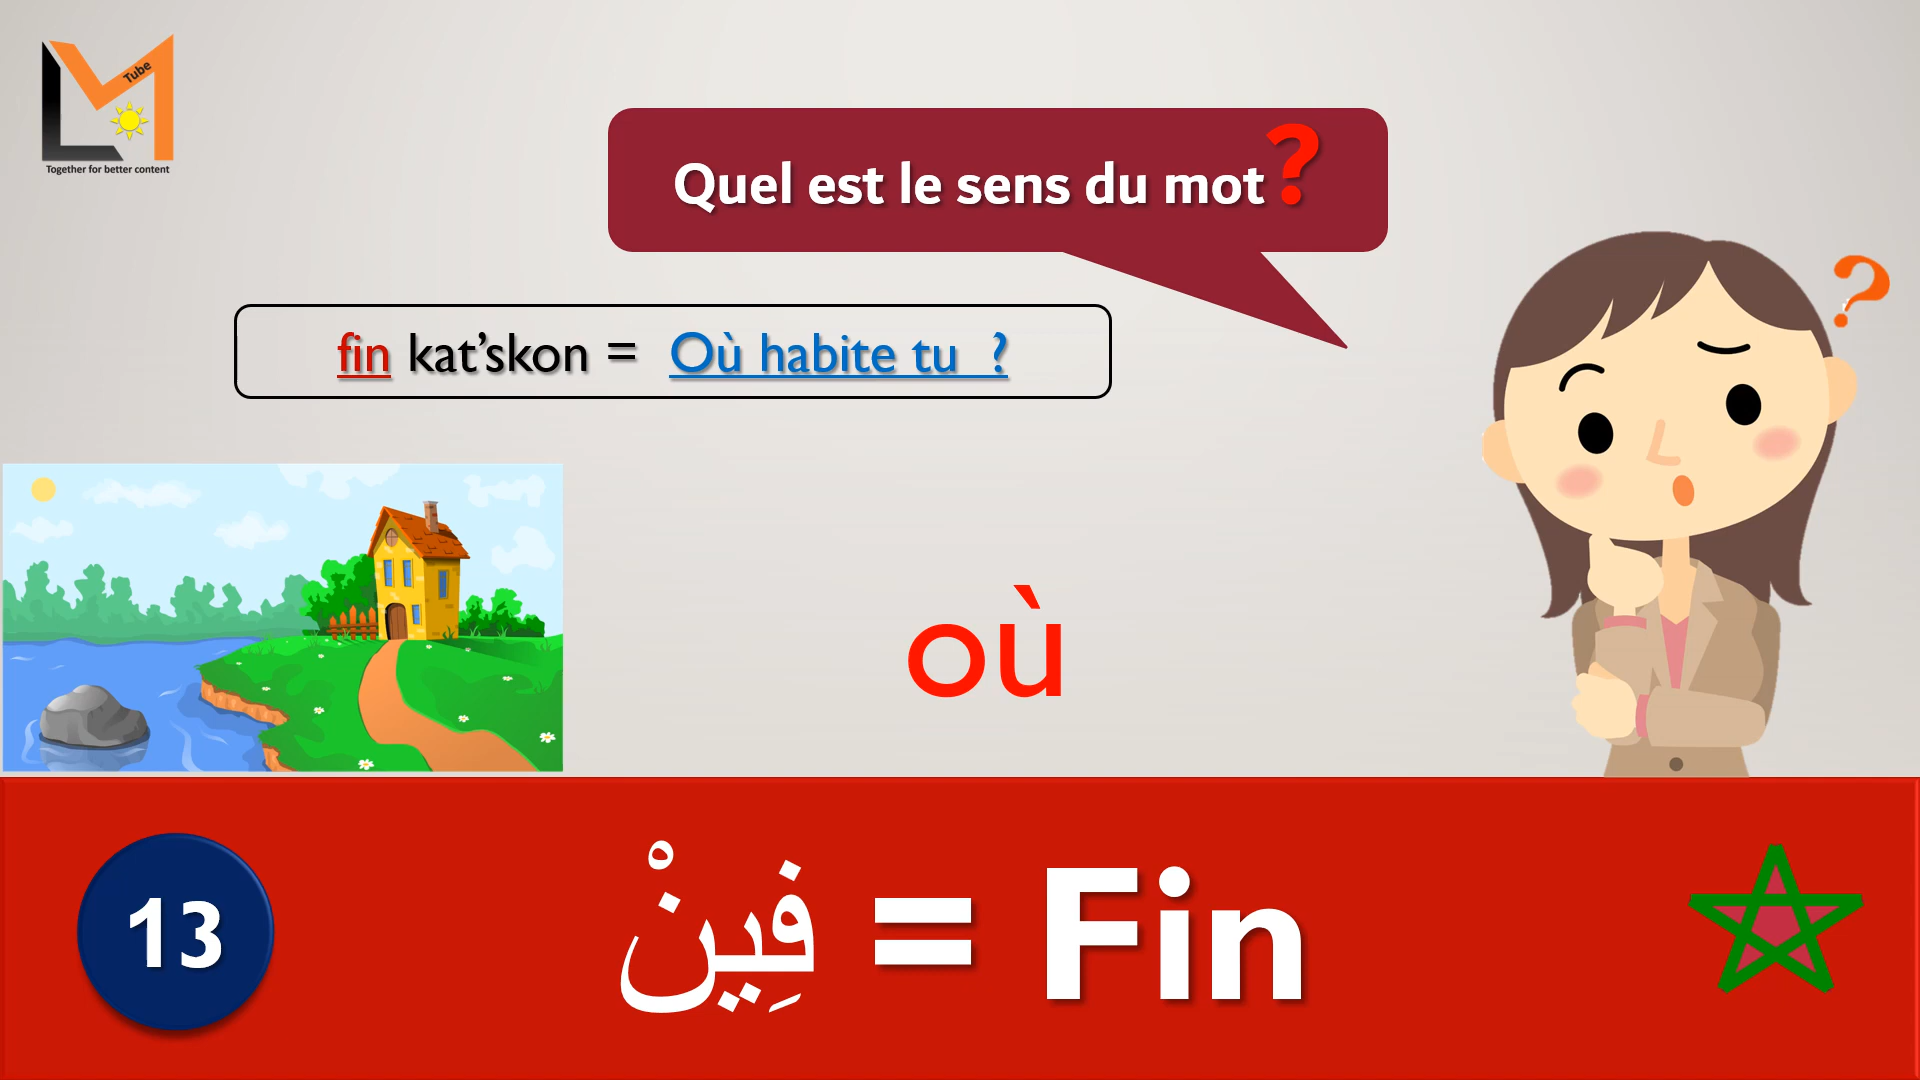 Tube
Together for better content
Quel est le sens du mot?
fin kat’skon = Où habite tu ?
où
13
فِينْ = Fin